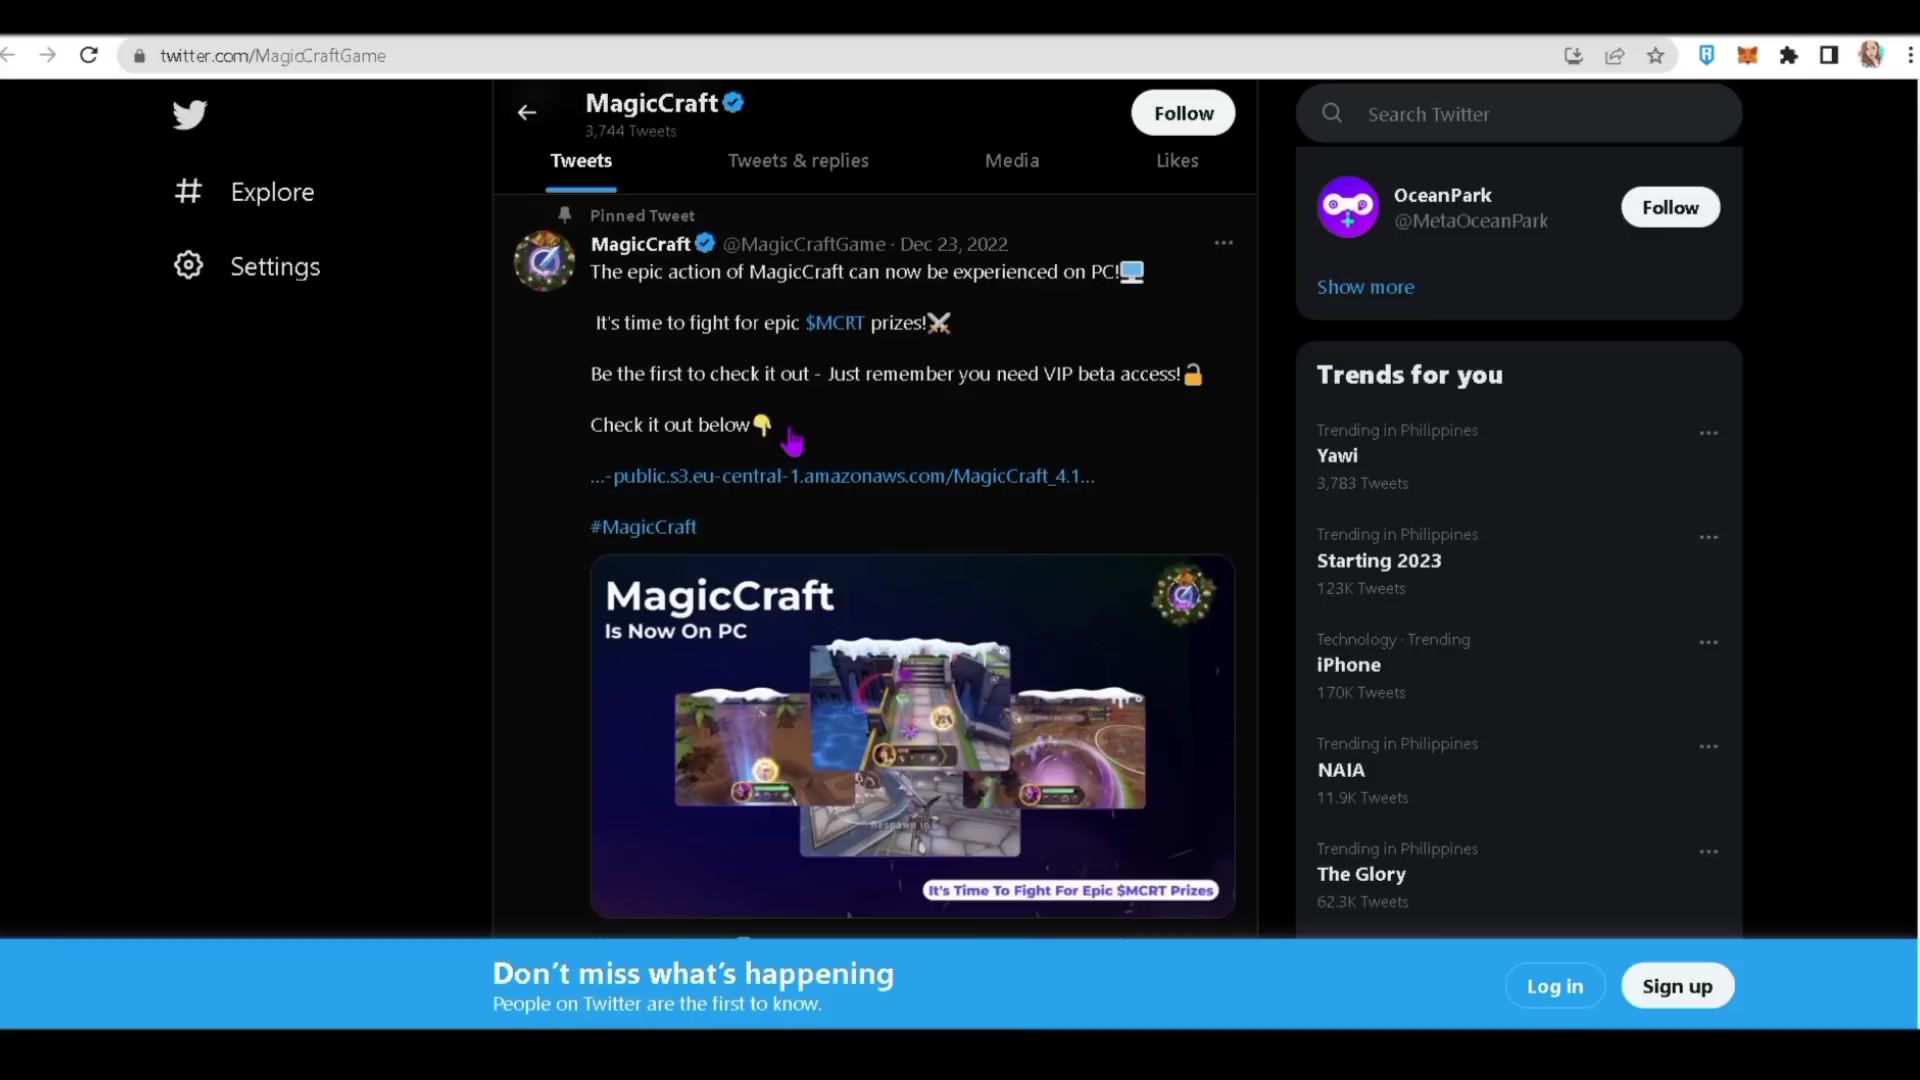 twitter.com/MagicCraftGame
MagicCraft
3,744 Tweets
Follow
Tweets
Tweets & replies
Media
Likes
Explore
Settings
Pinned Tweet
MagicCraft @MagicCraftGame · Dec 23, 2022
The epic action of MagicCraft can now be experienced on PC!🖥️
It's time to fight for epic $MCRT prizes!⚔️
Be the first to check it out - Just remember you need VIP beta access!🔓
Check it out below👇
...-public.s3.eu-central-1.amazonaws.com/MagicCraft_4.1...
#MagicCraft
MagicCraft
Is Now On PC
Respawn in
It's Time To Fight For Epic $MCRT Prizes
Search Twitter
OceanPark
@MetaOceanPark
Follow
Show more
Trends for you
Trending in Philippines
Yawi
3,783 Tweets
Trending in Philippines
Starting 2023
123K Tweets
Technology · Trending
iPhone
170K Tweets
Trending in Philippines
NAIA
11.9K Tweets
Trending in Philippines
The Glory
62.3K Tweets
Don’t miss what’s happening
People on Twitter are the first to know.
Log in
Sign up